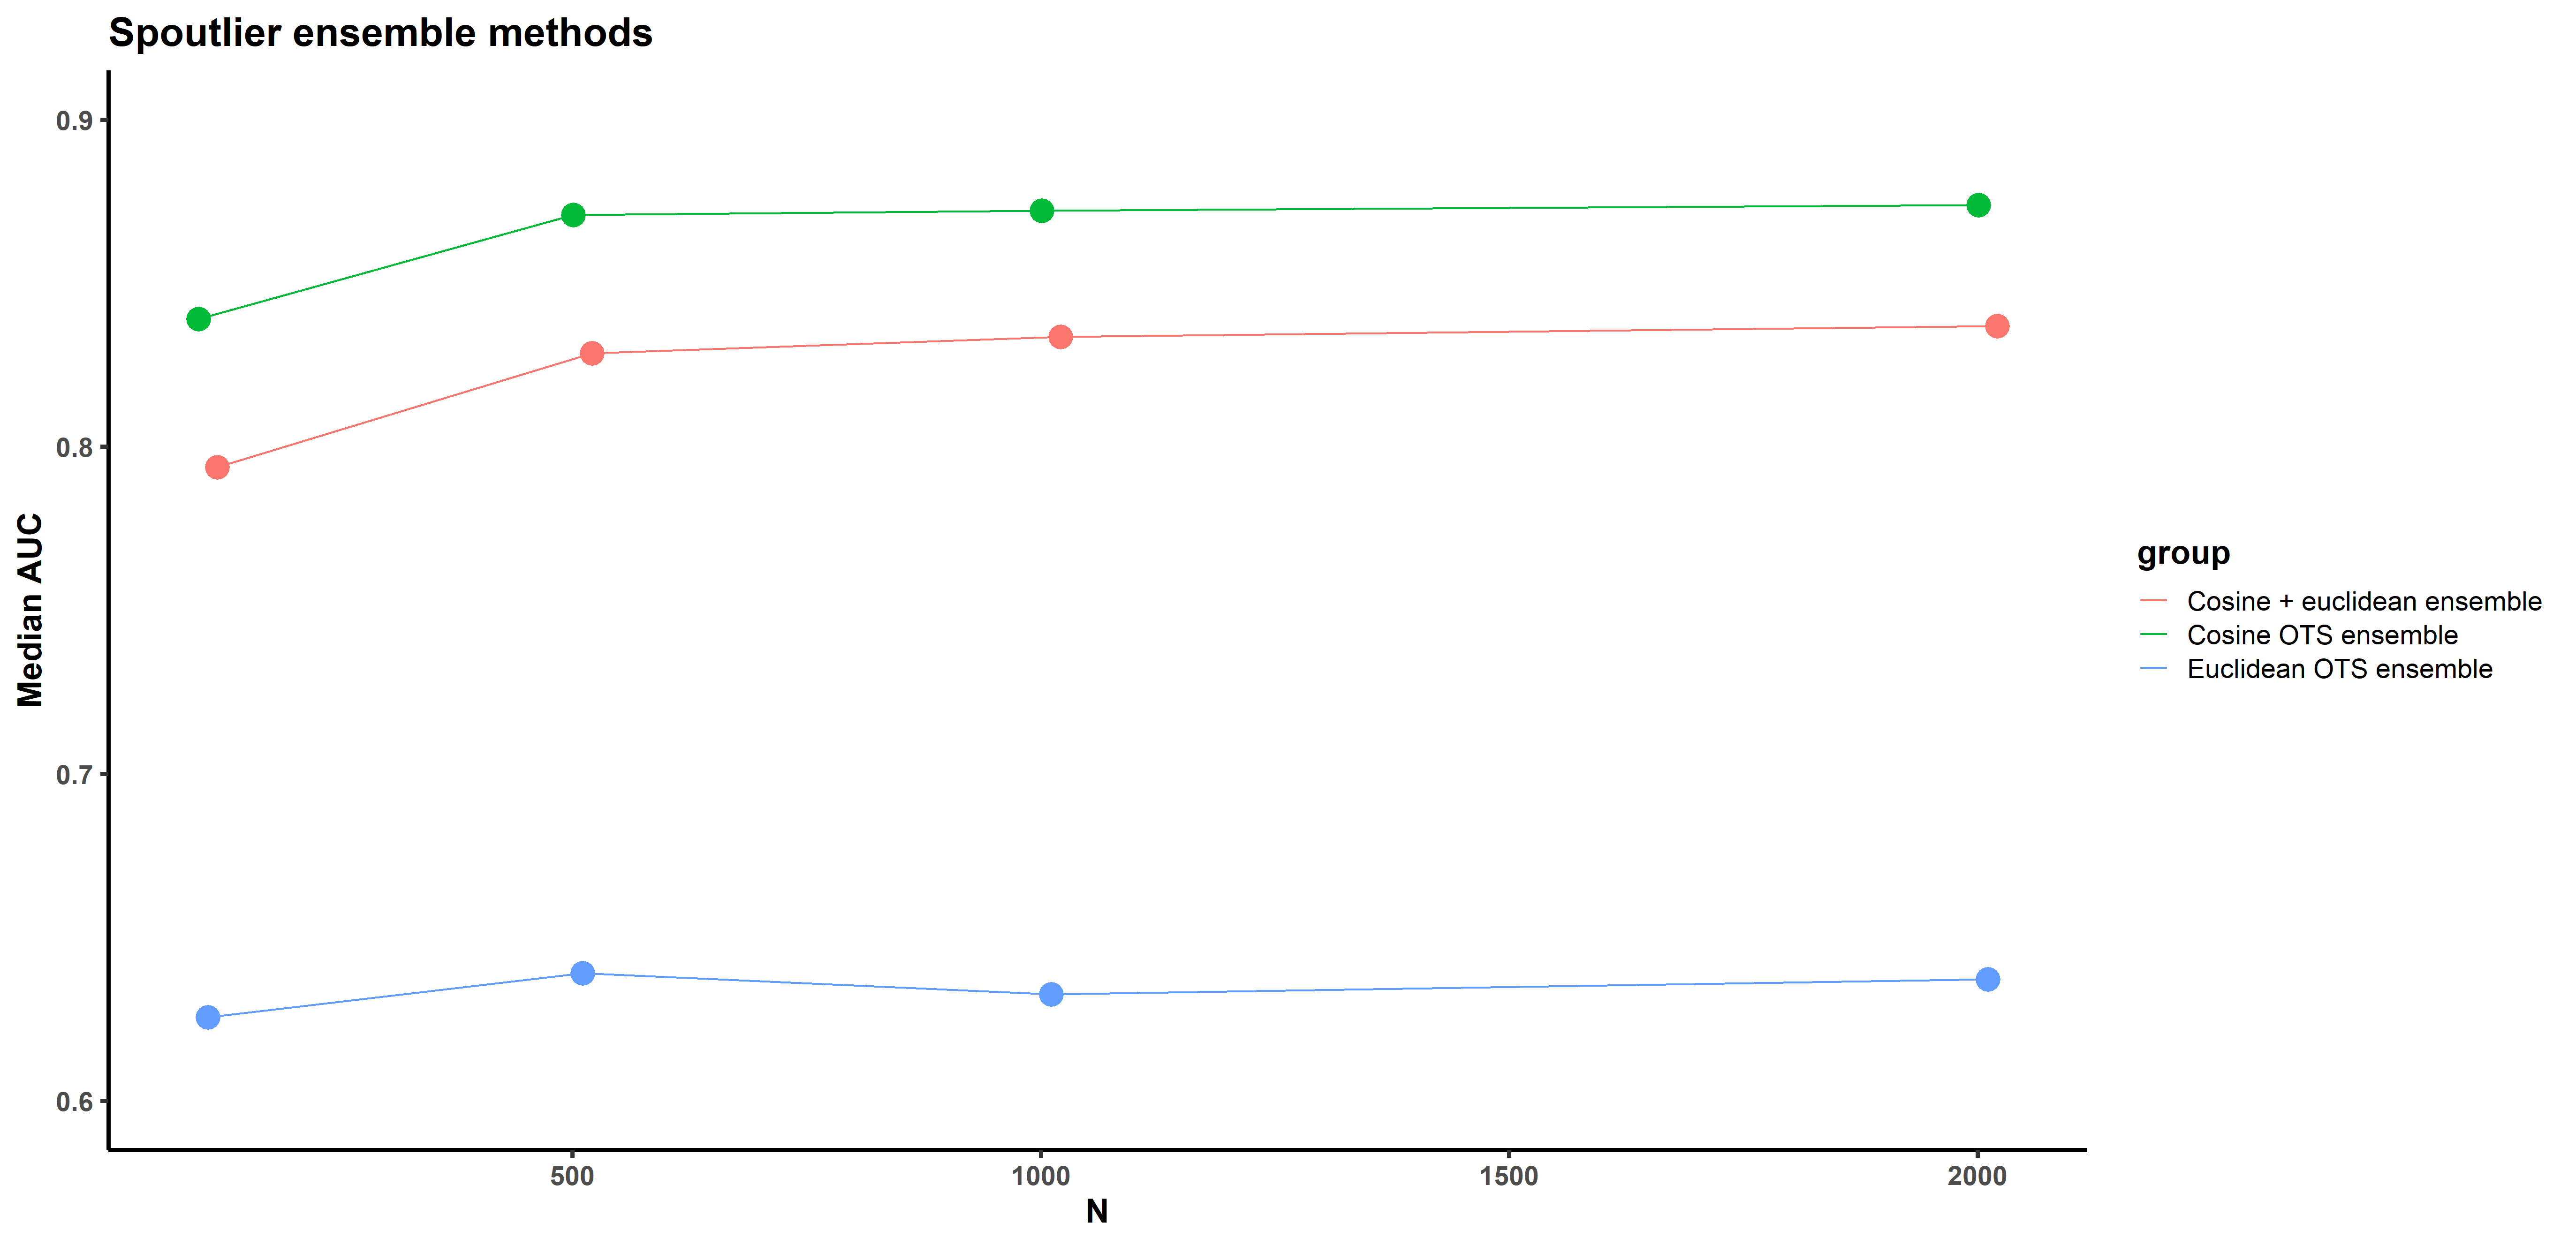 Spoutlier ensemble methods
0.9
0.8
0.7
0.6
Median AUC
500
1000
1500
2000
N
group
Cosine + euclidean ensemble
Cosine OTS ensemble
Euclidean OTS ensemble